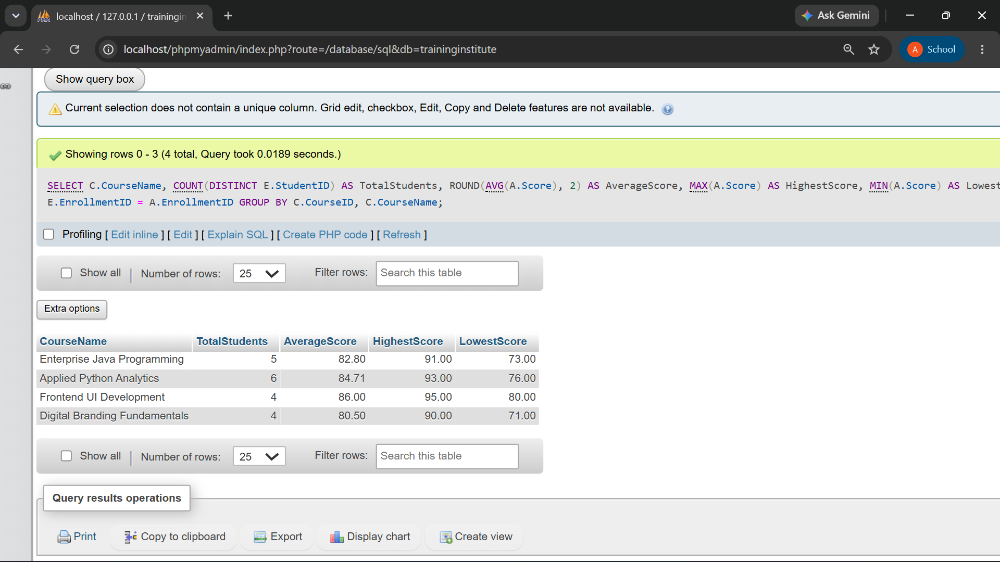 localhost / 127.0.0.1 / trainingin
Ask Gemini
localhost/phpmyadmin/index.php?route=/database/sql&db=traininginstitute
A School
Show query box
Current selection does not contain a unique column. Grid edit, checkbox, Edit, Copy and Delete features are not available.
Showing rows 0 - 3 (4 total, Query took 0.0189 seconds.)
SELECT C.CourseName, COUNT(DISTINCT E.StudentID) AS TotalStudents, ROUND(AVG(A.Score), 2) AS AverageScore, MAX(A.Score) AS HighestScore, MIN(A.Score) AS Lowest
E.EnrollmentID = A.EnrollmentID GROUP BY C.CourseID, C.CourseName;
Profiling [ Edit inline ] [ Edit ] [ Explain SQL ] [ Create PHP code ] [ Refresh ]
Show all | Number of rows: 25 Filter rows: Search this table
Extra options
CourseName TotalStudents AverageScore HighestScore LowestScore
Enterprise Java Programming 5 82.80 91.00 73.00
Applied Python Analytics 6 84.71 93.00 76.00
Frontend UI Development 4 86.00 95.00 80.00
Digital Branding Fundamentals 4 80.50 90.00 71.00
Show all | Number of rows: 25 Filter rows: Search this table
Query results operations
Print Copy to clipboard Export Display chart Create view